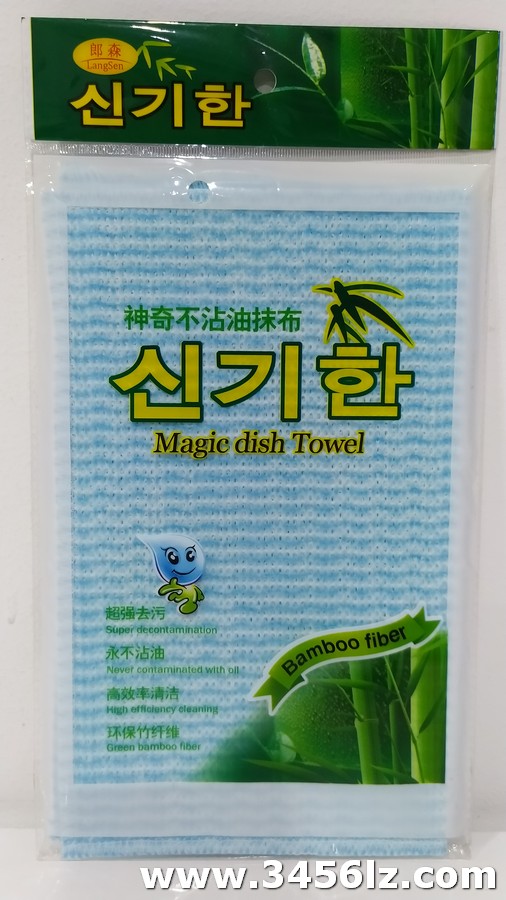 郎森
LangSen
신기한
神奇不沾油抹布
신기한
Magic dish Towel
超强去污
Super decontamination
永不沾油
Never contaminated with oil
高效率清洁
High efficiency cleaning
环保竹纤维
Green bamboo fiber
Bamboo fiber
www.3456lz.com